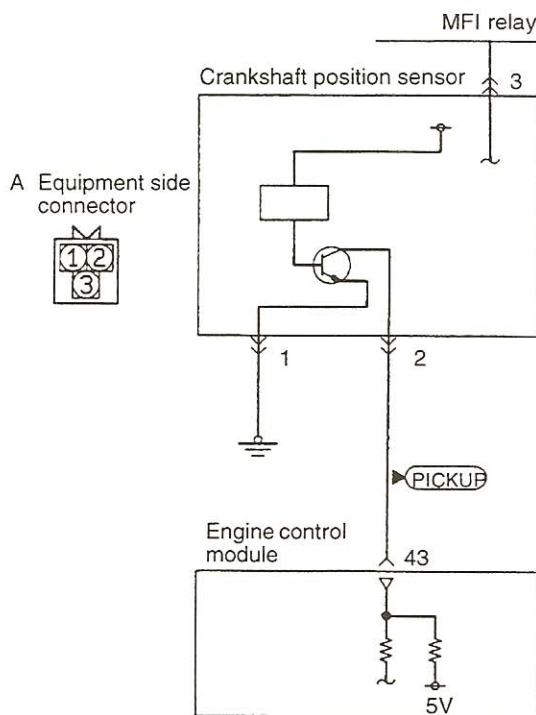 MFI relay
Crankshaft position sensor
3
A Equipment side
connector
1 2
3
1
2
PICKUP
Engine control
module
43
5V